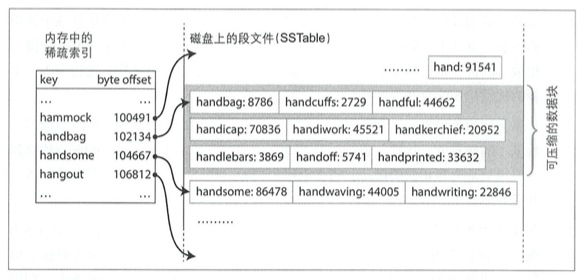 内存中的
稀疏索引
key byte offset
... ...
hammock 100491
handbag 102134
handsome 104667
hangout 106812
... ...
磁盘上的段文件(SSTable)
......... hand: 91541
handbag: 8786 handcuffs: 2729 handful: 44662
handicap: 70836 handiwork: 45521 handkerchief: 20952
handlebars: 3869 handoff: 5741 handprinted: 33632
handsome: 86478 handwaving: 44005 handwriting: 22846
.........
可压缩的数据块